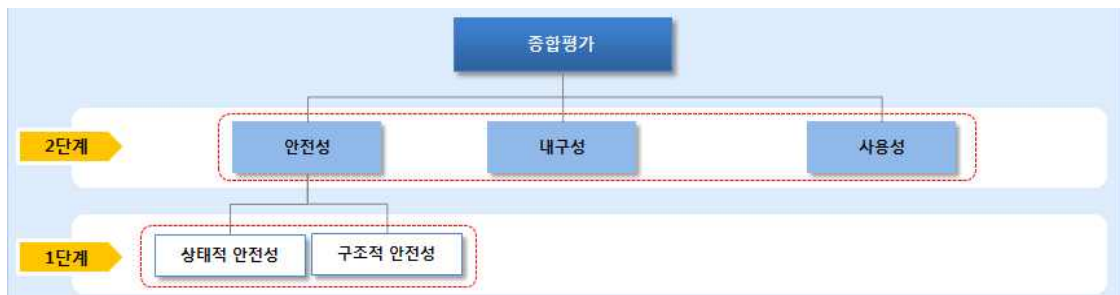 종합평가
2단계
안전성
내구성
사용성
1단계
상태적 안전성
구조적 안전성